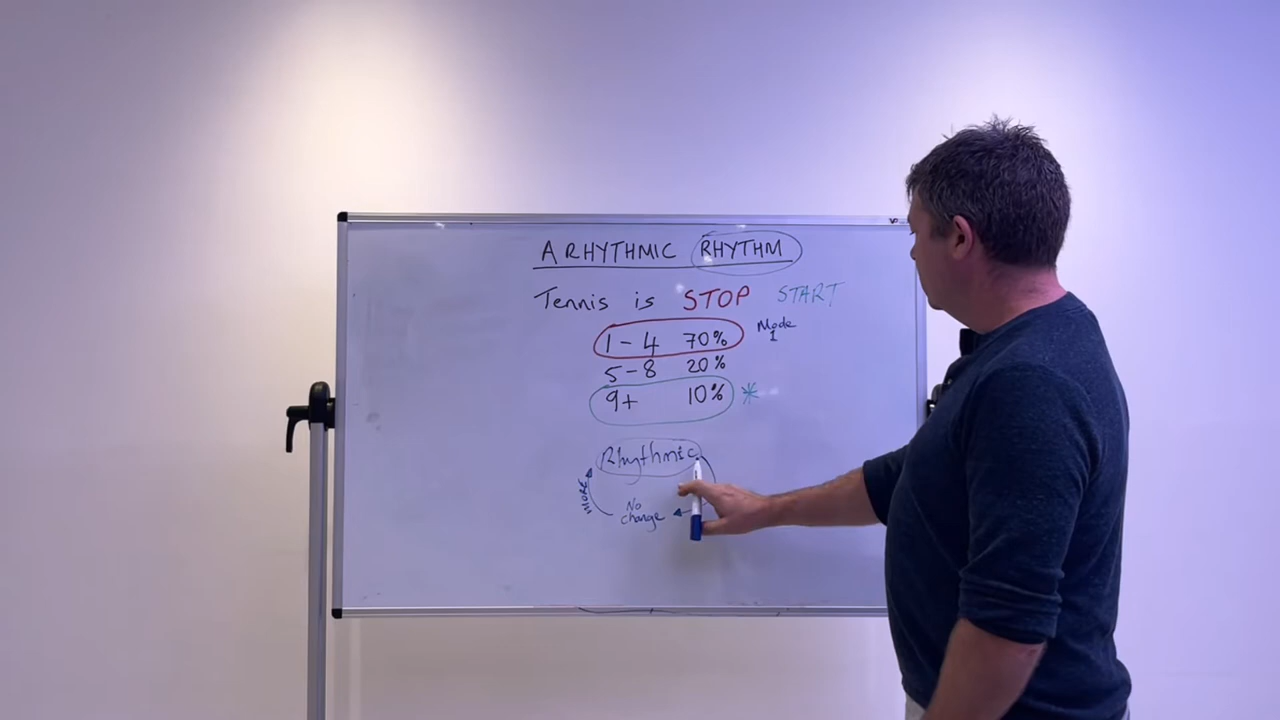 ARHYTHMIC RHYTHM
Tennis is STOP START
1-4 70% Mode 1
5-8 20%
9+ 10% *
Rhythmic
MORE
No change